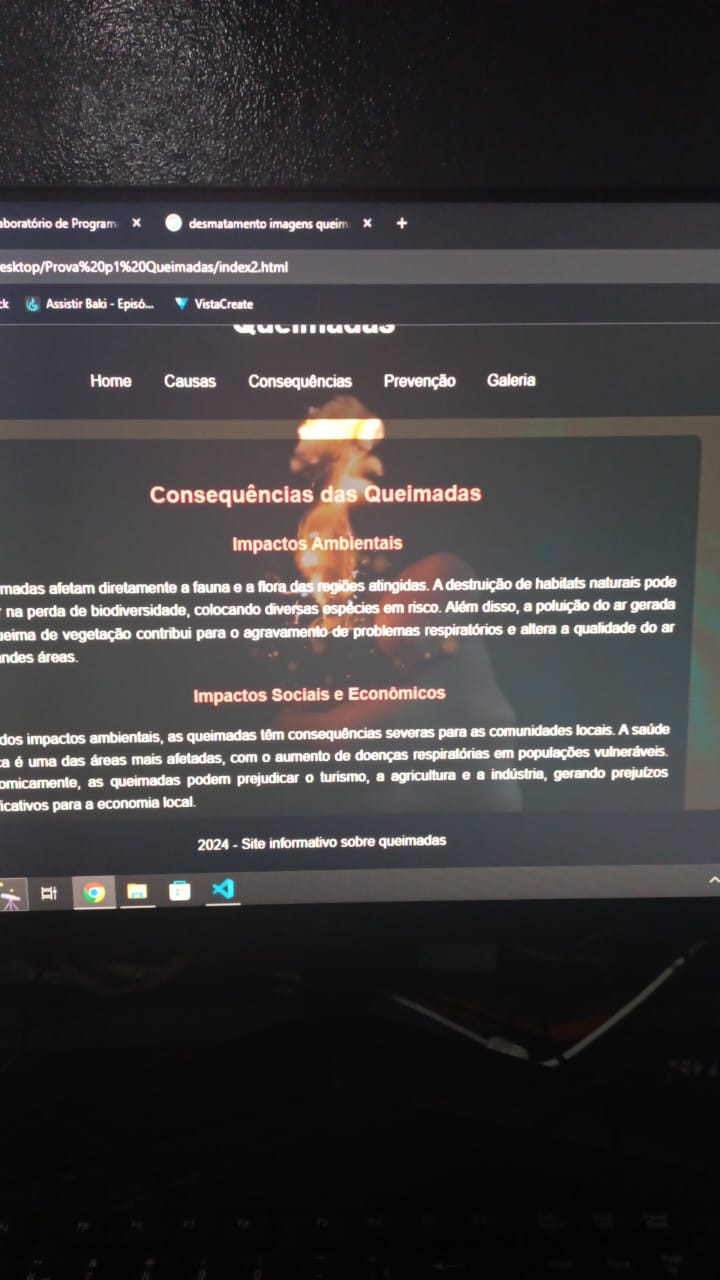 Program
desmatamento imagens queim
esktop/Prova%20p1%20Queimadas/index2.html
Assistir Baki - Episó...
VistaCreate
Queimadas
Home Causas Consequências Prevenção Galeria
Consequências das Queimadas
Impactos Ambientais
madas afetam diretamente a fauna e a flora das regiões atingidas. A destruição de habitats naturais pode
na perda de biodiversidade, colocando diversas espécies em risco. Além disso, a poluição do ar gerada
ueima de vegetação contribui para o agravamento de problemas respiratórios e altera a qualidade do ar
ndes áreas.
Impactos Sociais e Econômicos
dos impactos ambientais, as queimadas têm consequências severas para as comunidades locais. A saúde
ca é uma das áreas mais afetadas, com o aumento de doenças respiratórias em populações vulneráveis.
omicamente, as queimadas podem prejudicar o turismo, a agricultura e a indústria, gerando prejuízos
ficativos para a economia local.
2024 - Site informativo sobre queimadas